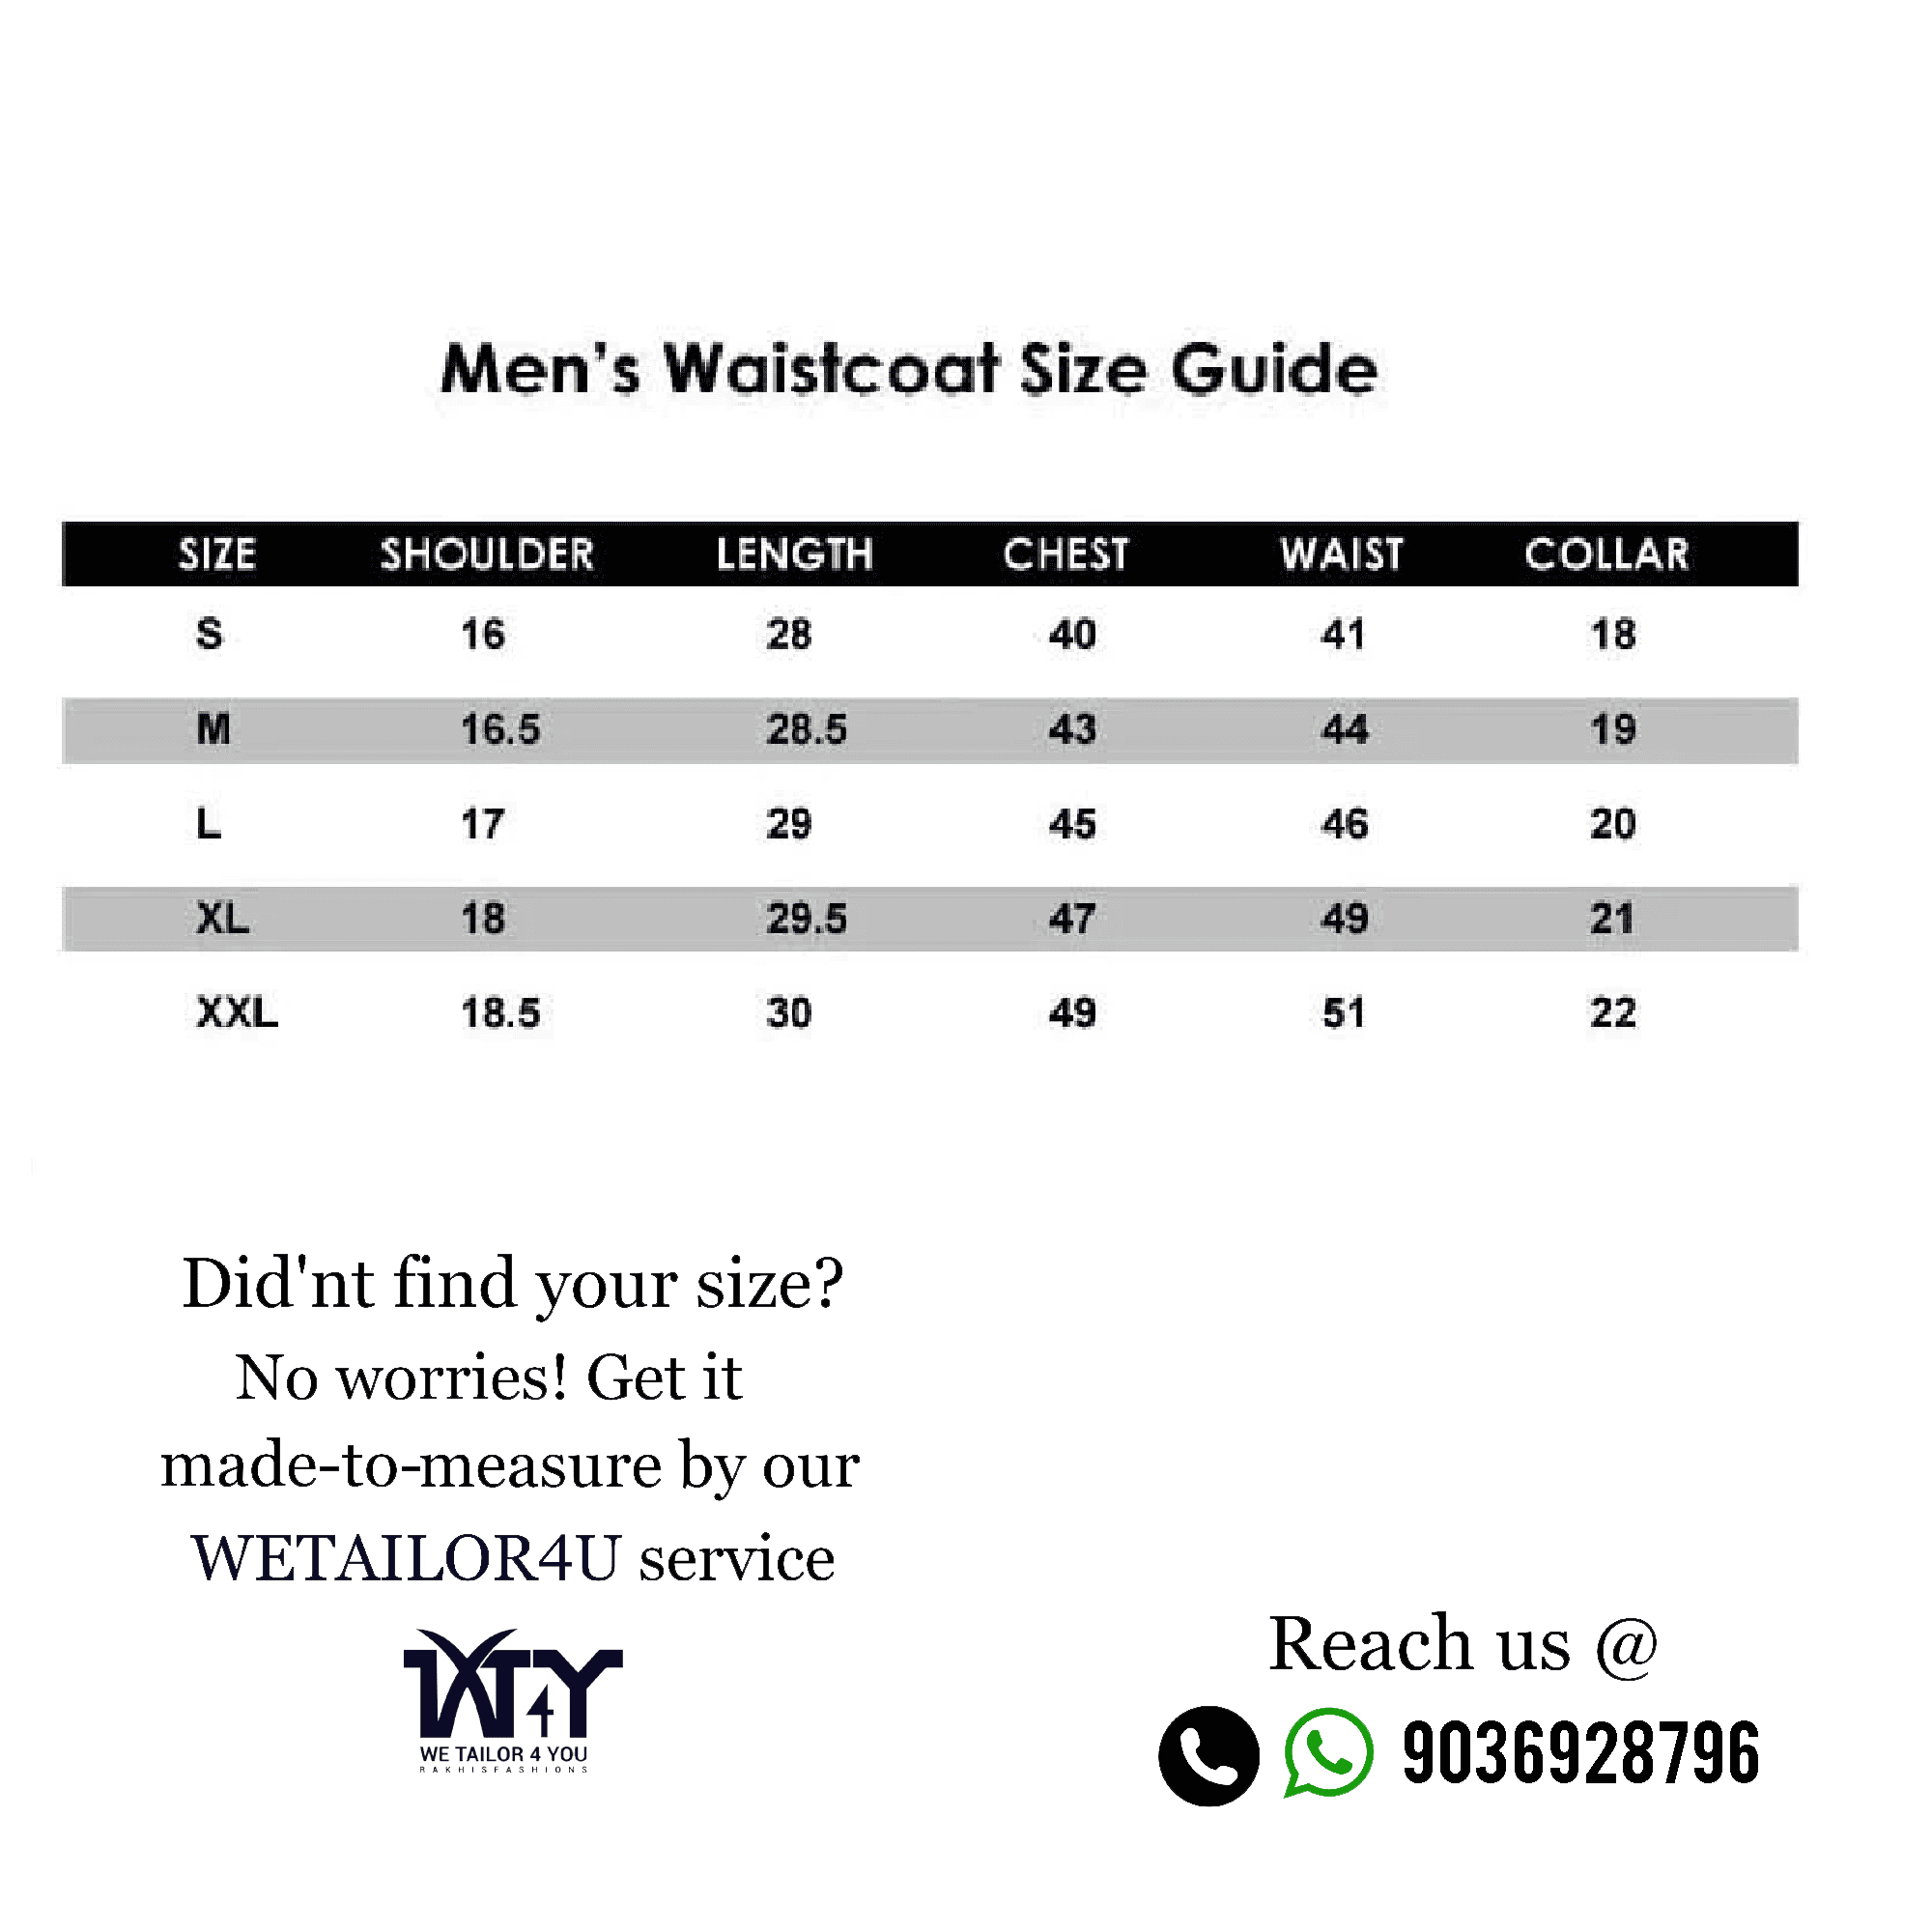 Men's Waistcoat Size Guide
SIZE SHOULDER LENGTH CHEST WAIST COLLAR
S 16 28 40 41 18
M 16.5 28.5 43 44 19
L 17 29 45 46 20
XL 18 29.5 47 49 21
XXL 18.5 30 49 51 22
Did'nt find your size?
No worries! Get it
made-to-measure by our
WETAILOR4U service
WT4Y
WE TAILOR 4 YOU
RAKHISFASHIONS
Reach us @
9036928796